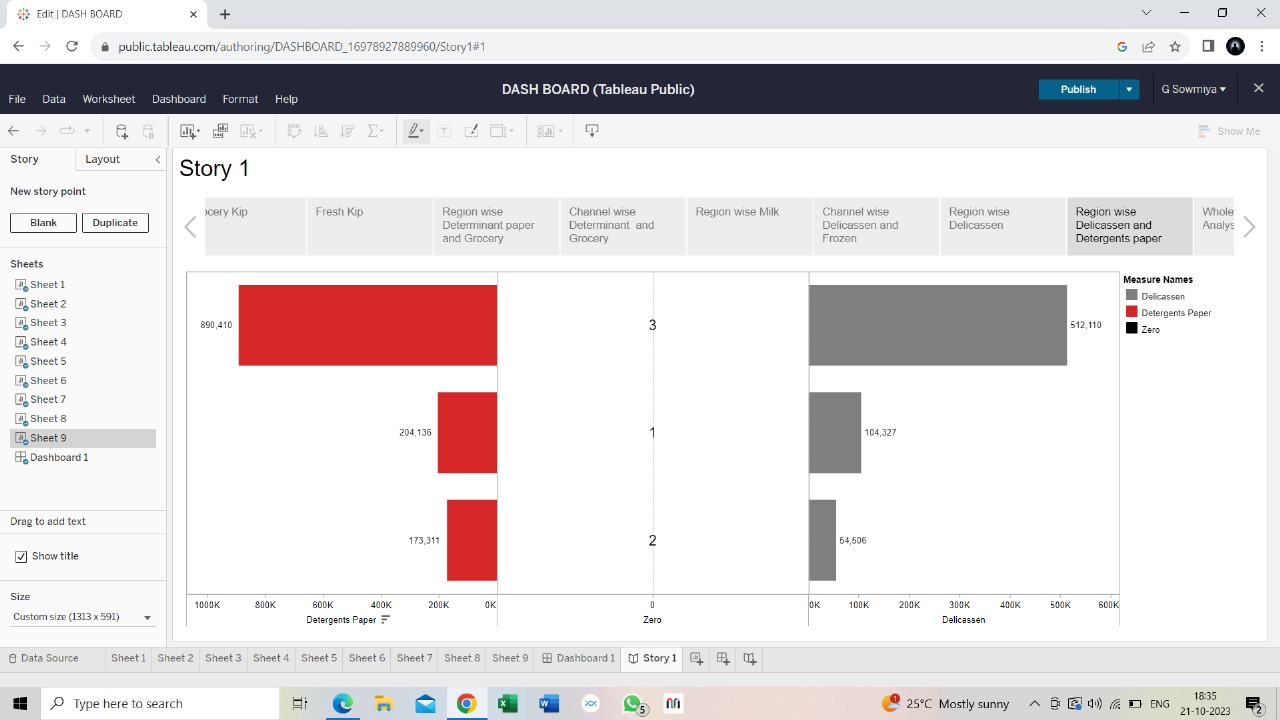 Edit | DASH BOARD
public.tableau.com/authoring/DASHBOARD_16978927889960/Story1#1
DASH BOARD (Tableau Public)
Publish
G Sowmiya
File Data Worksheet Dashboard Format Help
Show Me
Story Layout
New story point
Blank Duplicate
Sheets
Sheet 1
Sheet 2
Sheet 3
Sheet 4
Sheet 5
Sheet 6
Sheet 7
Sheet 8
Sheet 9
Dashboard 1
Drag to add text
Show title
Size
Custom size (1313 x 591)
Story 1
ocery Kip
Fresh Kip
Region wise
Determinant paper
and Grocery
Channel wise
Determinant and
Grocery
Region wise Milk
Channel wise
Delicassen and
Frozen
Region wise
Delicassen
Region wise
Delicassen and
Detergents paper
Whole
Analys
890,410 3 512,110
204,136 1 104,327
173,311 2 54,506
1000K 800K 600K 400K 200K 0K 0 0K 100K 200K 300K 400K 500K 600K
Detergents Paper Zero Delicassen
Measure Names
Delicassen
Detergents Paper
Zero
Data Source Sheet 1 Sheet 2 Sheet 3 Sheet 4 Sheet 5 Sheet 6 Sheet 7 Sheet 8 Sheet 9 Dashboard 1 Story 1
Type here to search
5
1
25°C Mostly sunny
ENG
18:35
21-10-2023
2